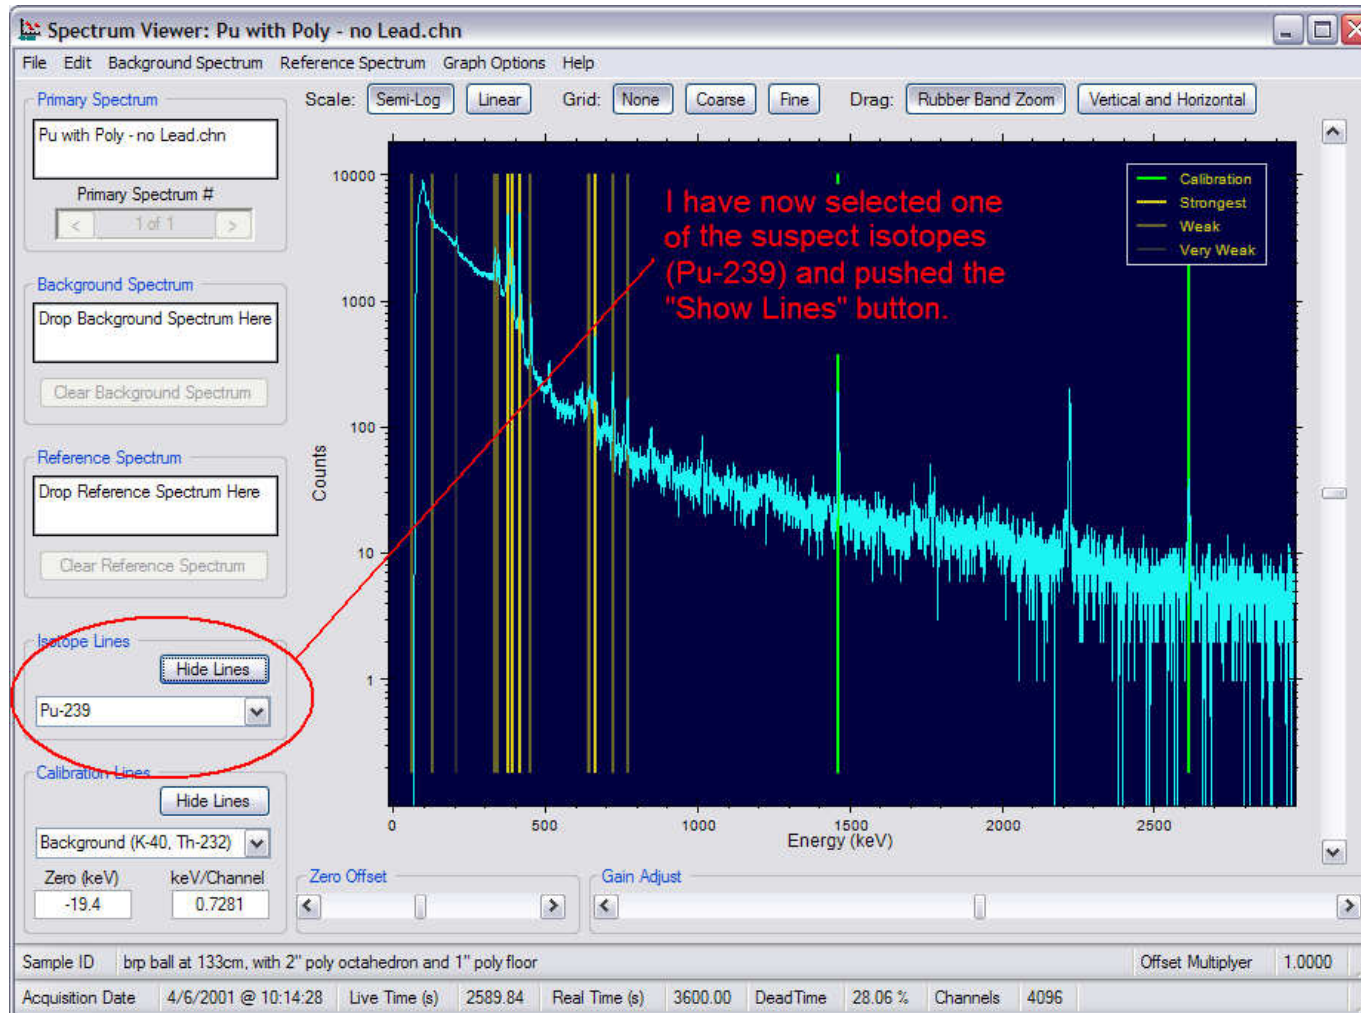 Spectrum Viewer: Pu with Poly - no Lead.chn
File Edit Background Spectrum Reference Spectrum Graph Options Help
Primary Spectrum
Pu with Poly - no Lead.chn
Primary Spectrum #
< 1 of 1 >
Background Spectrum
Drop Background Spectrum Here
Clear Background Spectrum
Reference Spectrum
Drop Reference Spectrum Here
Clear Reference Spectrum
Isotope Lines
Hide Lines
Pu-239
Calibration Lines
Hide Lines
Background (K-40, Th-232)
Zero (keV) keV/Channel
-19.4 0.7281
Scale: Semi-Log Linear Grid: None Coarse Fine Drag: Rubber Band Zoom Vertical and Horizontal
I have now selected one
of the suspect isotopes
(Pu-239) and pushed the
"Show Lines" button.
Calibration
Strongest
Weak
Very Weak
Counts
10000
1000
100
10
1
0 500 1000 1500 2000 2500
Energy (keV)
Zero Offset
Gain Adjust
Sample ID brp ball at 133cm, with 2" poly octahedron and 1" poly floor Offset Multiplyer 1.0000
Acquisition Date 4/6/2001 @ 10:14:28 Live Time (s) 2589.84 Real Time (s) 3600.00 DeadTime 28.06 % Channels 4096